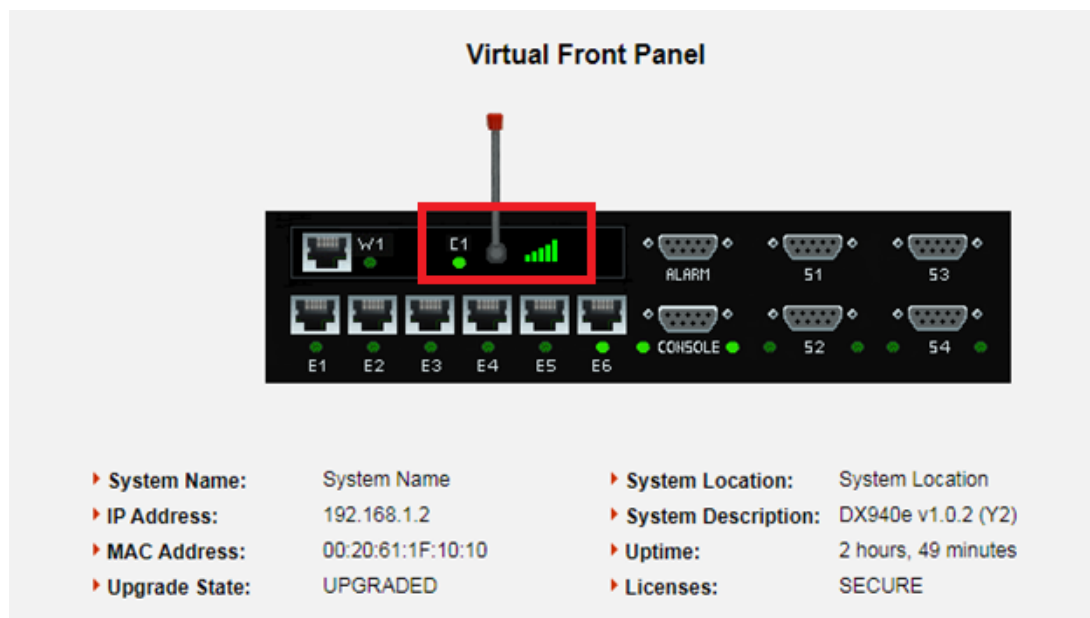 Virtual Front Panel
W1
C1
ALARM
S1
S3
E1 E2 E3 E4 E5 E6
CONSOLE
S2
S4
System Name: System Name
System Location: System Location
IP Address: 192.168.1.2
System Description: DX940e v1.0.2 (Y2)
MAC Address: 00:20:61:1F:10:10
Uptime: 2 hours, 49 minutes
Upgrade State: UPGRADED
Licenses: SECURE